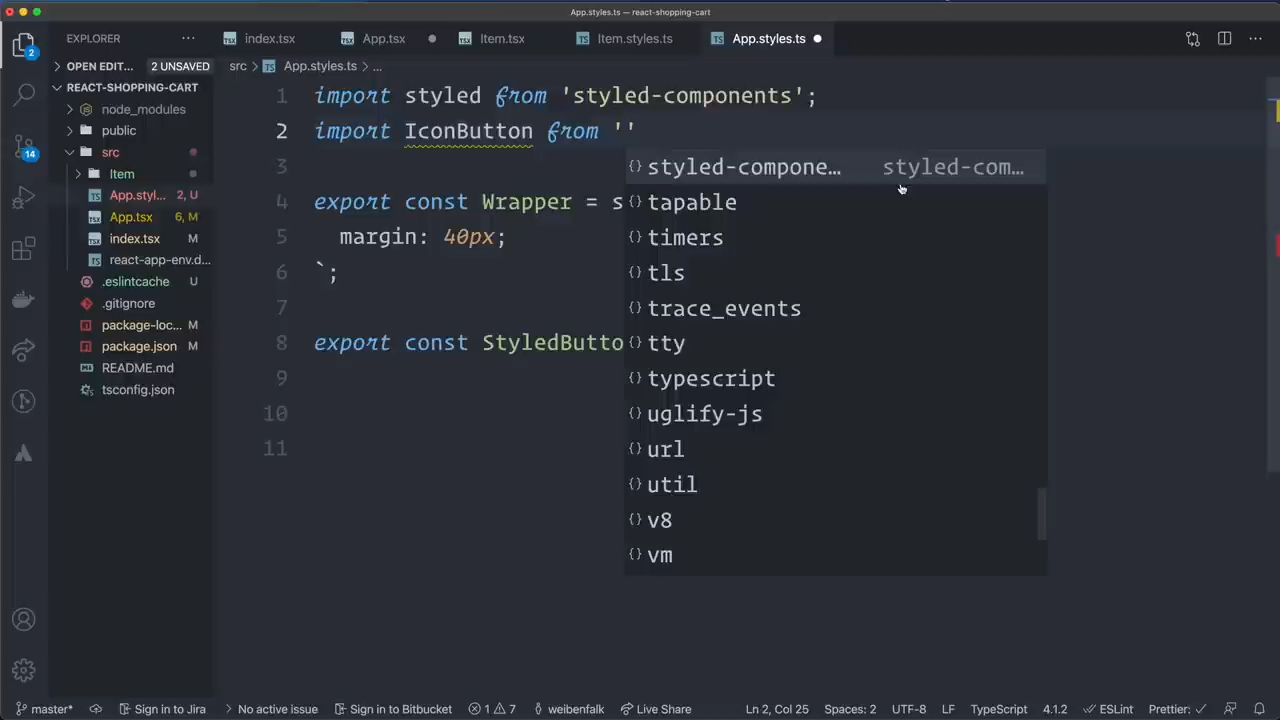 App.styles.ts — react-shopping-cart
EXPLORER
index.tsx
App.tsx
Item.tsx
Item.styles.ts
App.styles.ts
2
OPEN EDIT... 2 UNSAVED
REACT-SHOPPING-CART
node_modules
public
src
Item
App.styl... 2, U
App.tsx 6, M
index.tsx M
react-app-env.d...
.eslintcache U
.gitignore
package-loc... M
package.json M
README.md
tsconfig.json
14
src > App.styles.ts > ...
1 import styled from 'styled-components';
2 import IconButton from ''
3
4 export const Wrapper = s
5 margin: 40px;
6 `;
7
8 export const StyledButto
9
10
11
styled-compone… styled-com…
tapable
timers
tls
trace_events
tty
typescript
uglify-js
url
util
v8
vm
master* Sign in to Jira No active issue Sign in to Bitbucket 1 7 weibenfalk Live Share Ln 2, Col 25 Spaces: 2 UTF-8 LF TypeScript 4.1.2 ESLint Prettier: ✓